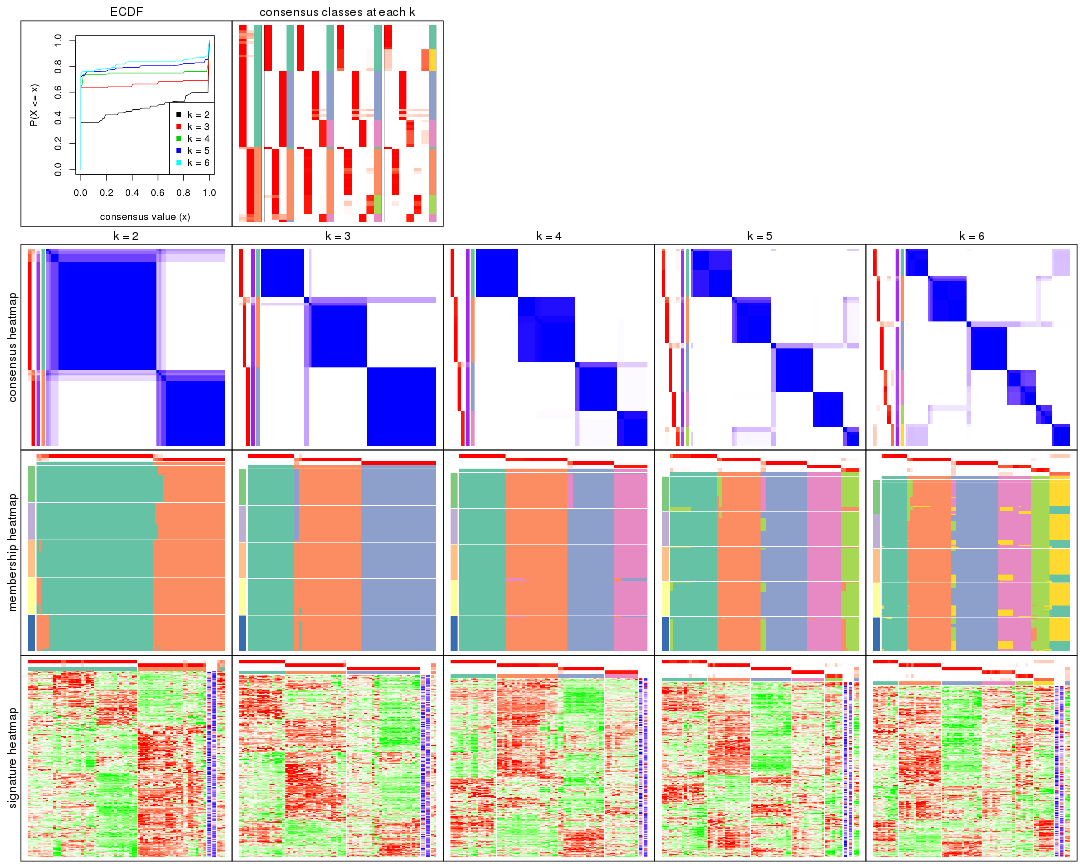 ECDF
consensus classes at each k
P(X <= x)
0.0 0.2 0.4 0.6 0.8 1.0
k = 2
k = 3
k = 4
k = 5
k = 6
0.0 0.2 0.4 0.6 0.8 1.0
consensus value (x)
k = 2
k = 3
k = 4
k = 5
k = 6
consensus heatmap
membership heatmap
signature heatmap